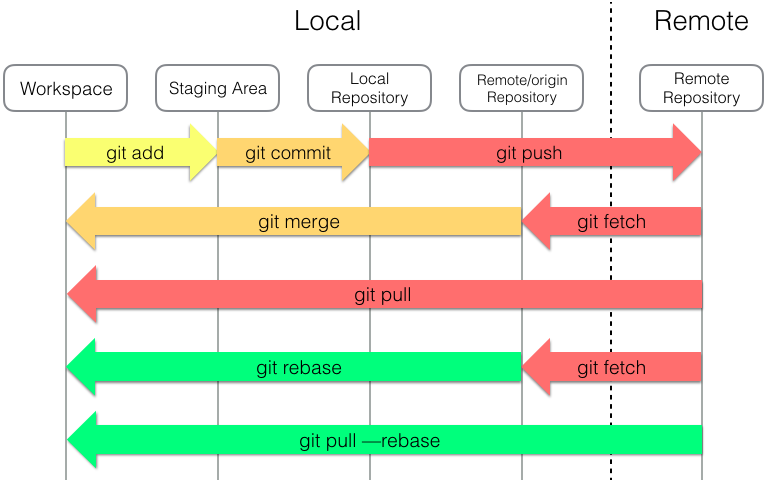 Local
Remote
Workspace
Staging Area
Local
Repository
Remote/origin
Repository
Remote
Repository
git add
git commit
git push
git merge
git fetch
git pull
git rebase
git fetch
git pull —rebase